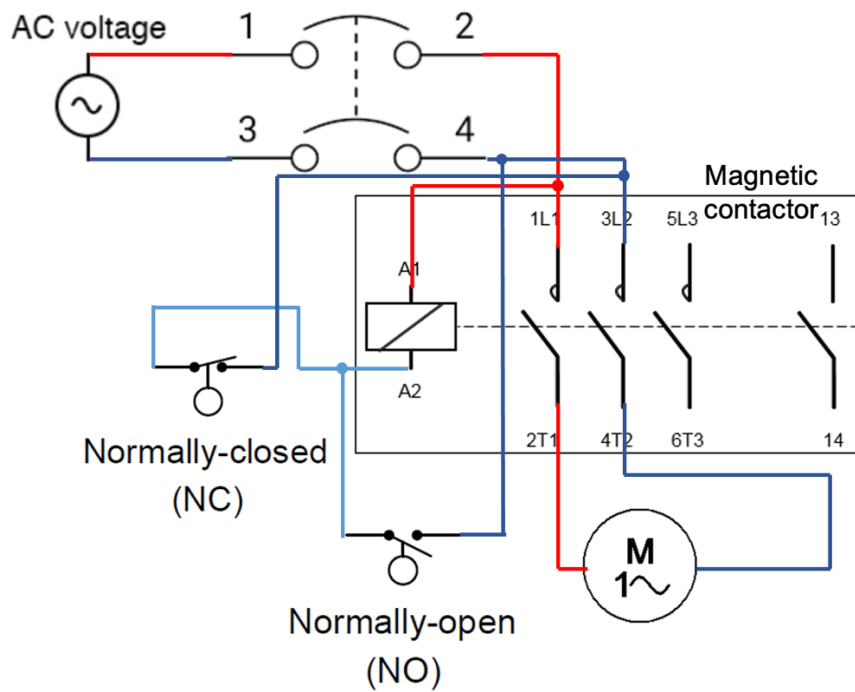 AC voltage
1
2
3
4
Magnetic
contactor
1L1
3L2
5L3
13
A1
A2
2T1
4T2
6T3
14
Normally-closed
(NC)
M
1
Normally-open
(NO)